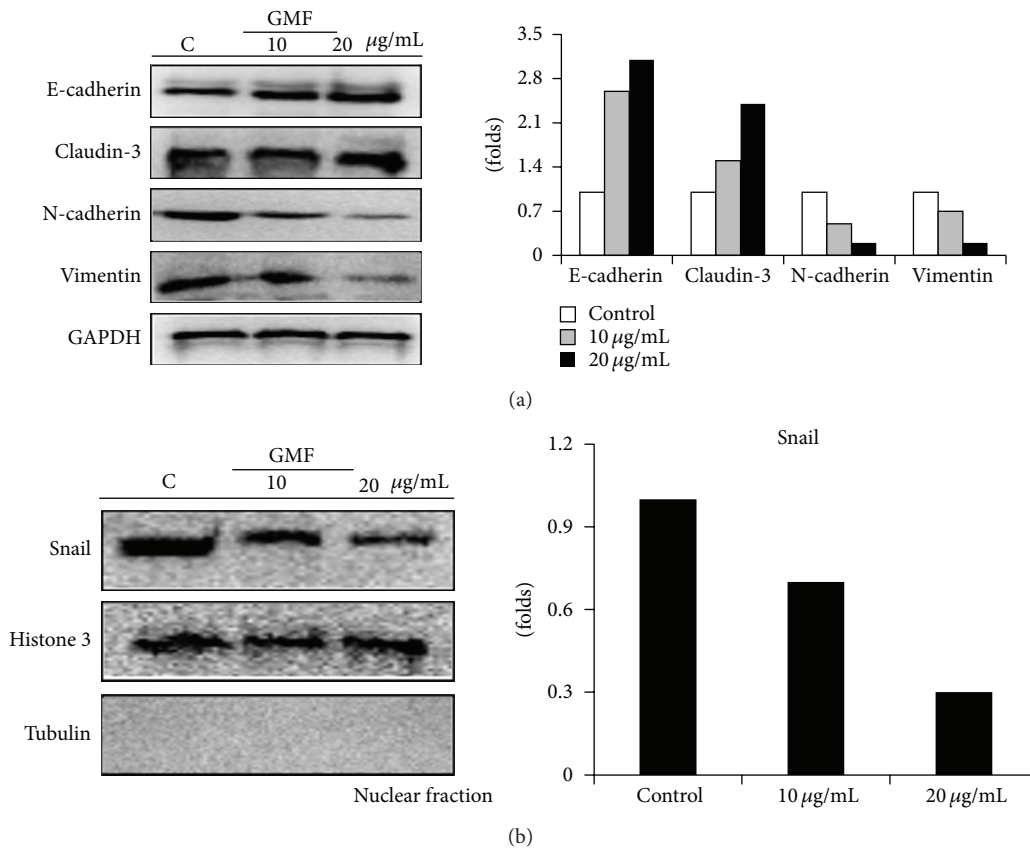 GMF
C 10 20 µg/mL
E-cadherin
Claudin-3
N-cadherin
Vimentin
GAPDH
3.5
2.8
2.1
1.4
0.7
0
(folds)
E-cadherin Claudin-3 N-cadherin Vimentin
Control
10 µg/mL
20 µg/mL
(a)
GMF
C 10 20 µg/mL
Snail
Histone 3
Tubulin
Nuclear fraction
Snail
1.2
0.9
0.6
0.3
0
(folds)
Control 10 µg/mL 20 µg/mL
(b)